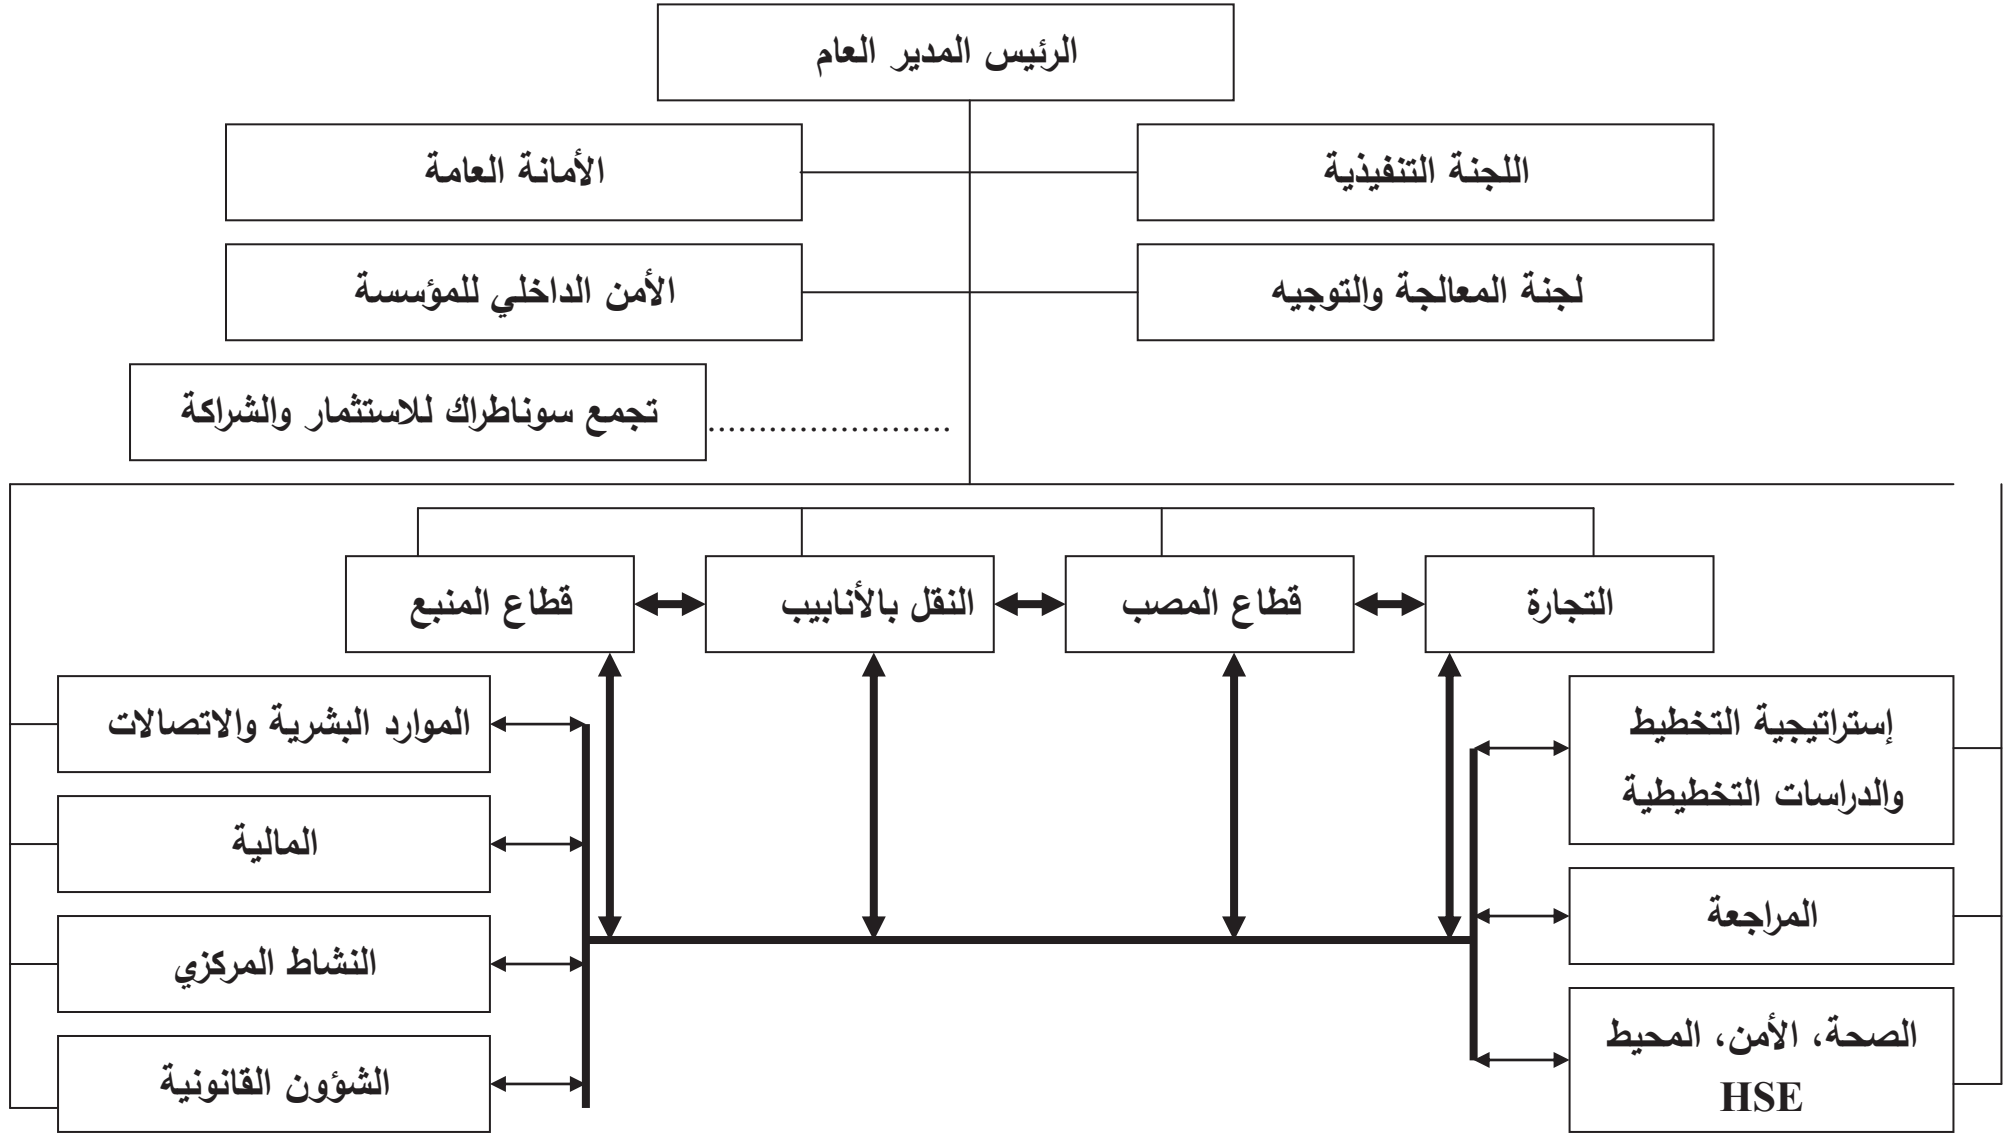 الرئيس المدير العام
اللجنة التنفيذية
الأمانة العامة
لجنة المعالجة والتوجيه
الأمن الداخلي للمؤسسة
تجمع سوناطراك للاستثمار والشراكة
التجارة
قطاع المصب
النقل بالأنابيب
قطاع المنبع
إستراتيجية التخطيط
والدراسات التخطيطية
المراجعة
الصحة، الأمن، المحيط
HSE
الموارد البشرية والاتصالات
المالية
النشاط المركزي
الشؤون القانونية